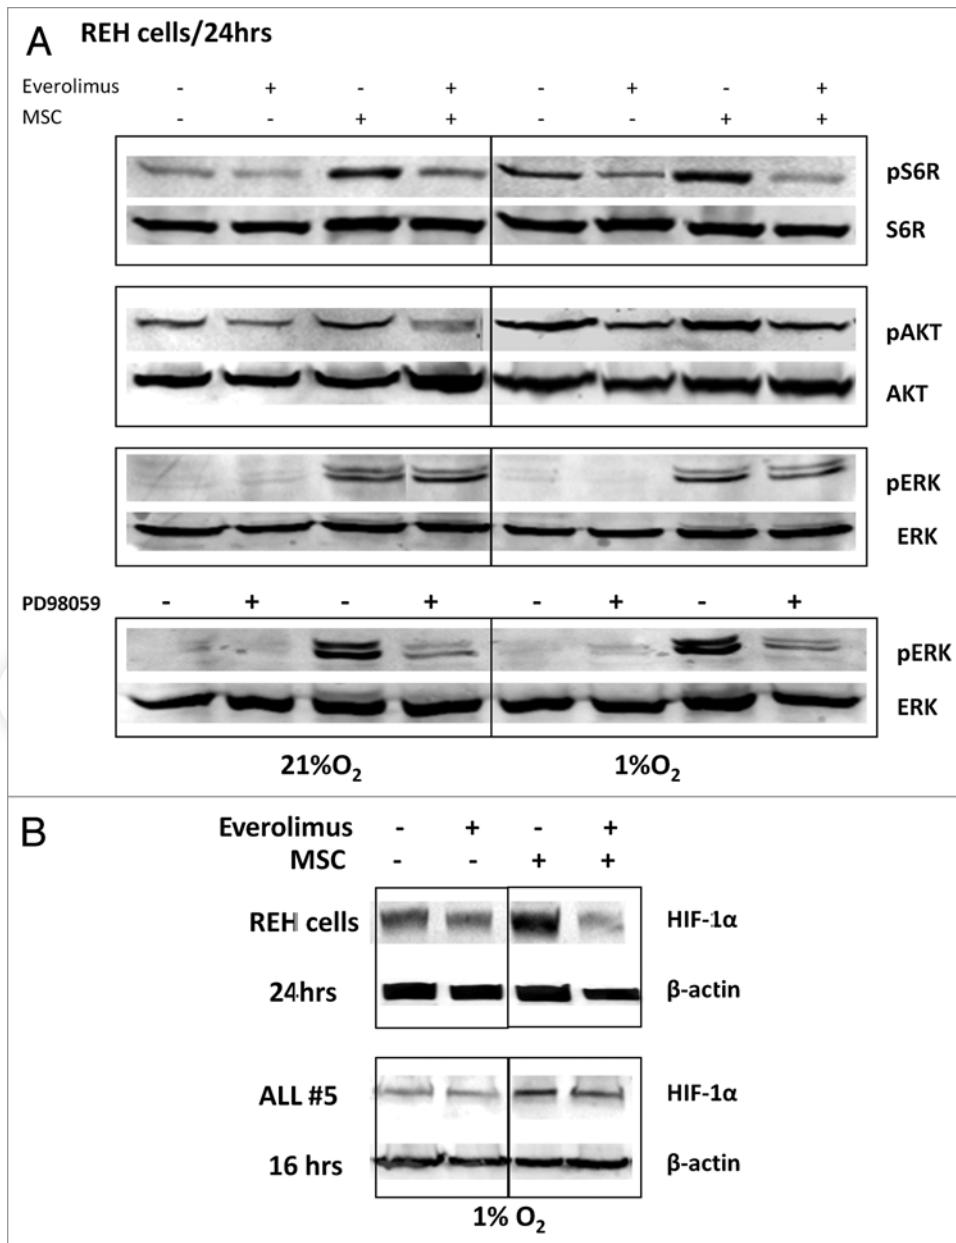 A REH cells/24hrs
Everolimus - + - + - + - +
MSC - - + + - - + +
pS6R
S6R
pAKT
AKT
pERK
ERK
PD98059 - + - + - + - +
pERK
ERK
21%O₂ 1%O₂
B Everolimus - + - +
MSC - - + +
REH cells HIF-1α
24hrs β-actin
ALL #5 HIF-1α
16 hrs β-actin
1% O₂